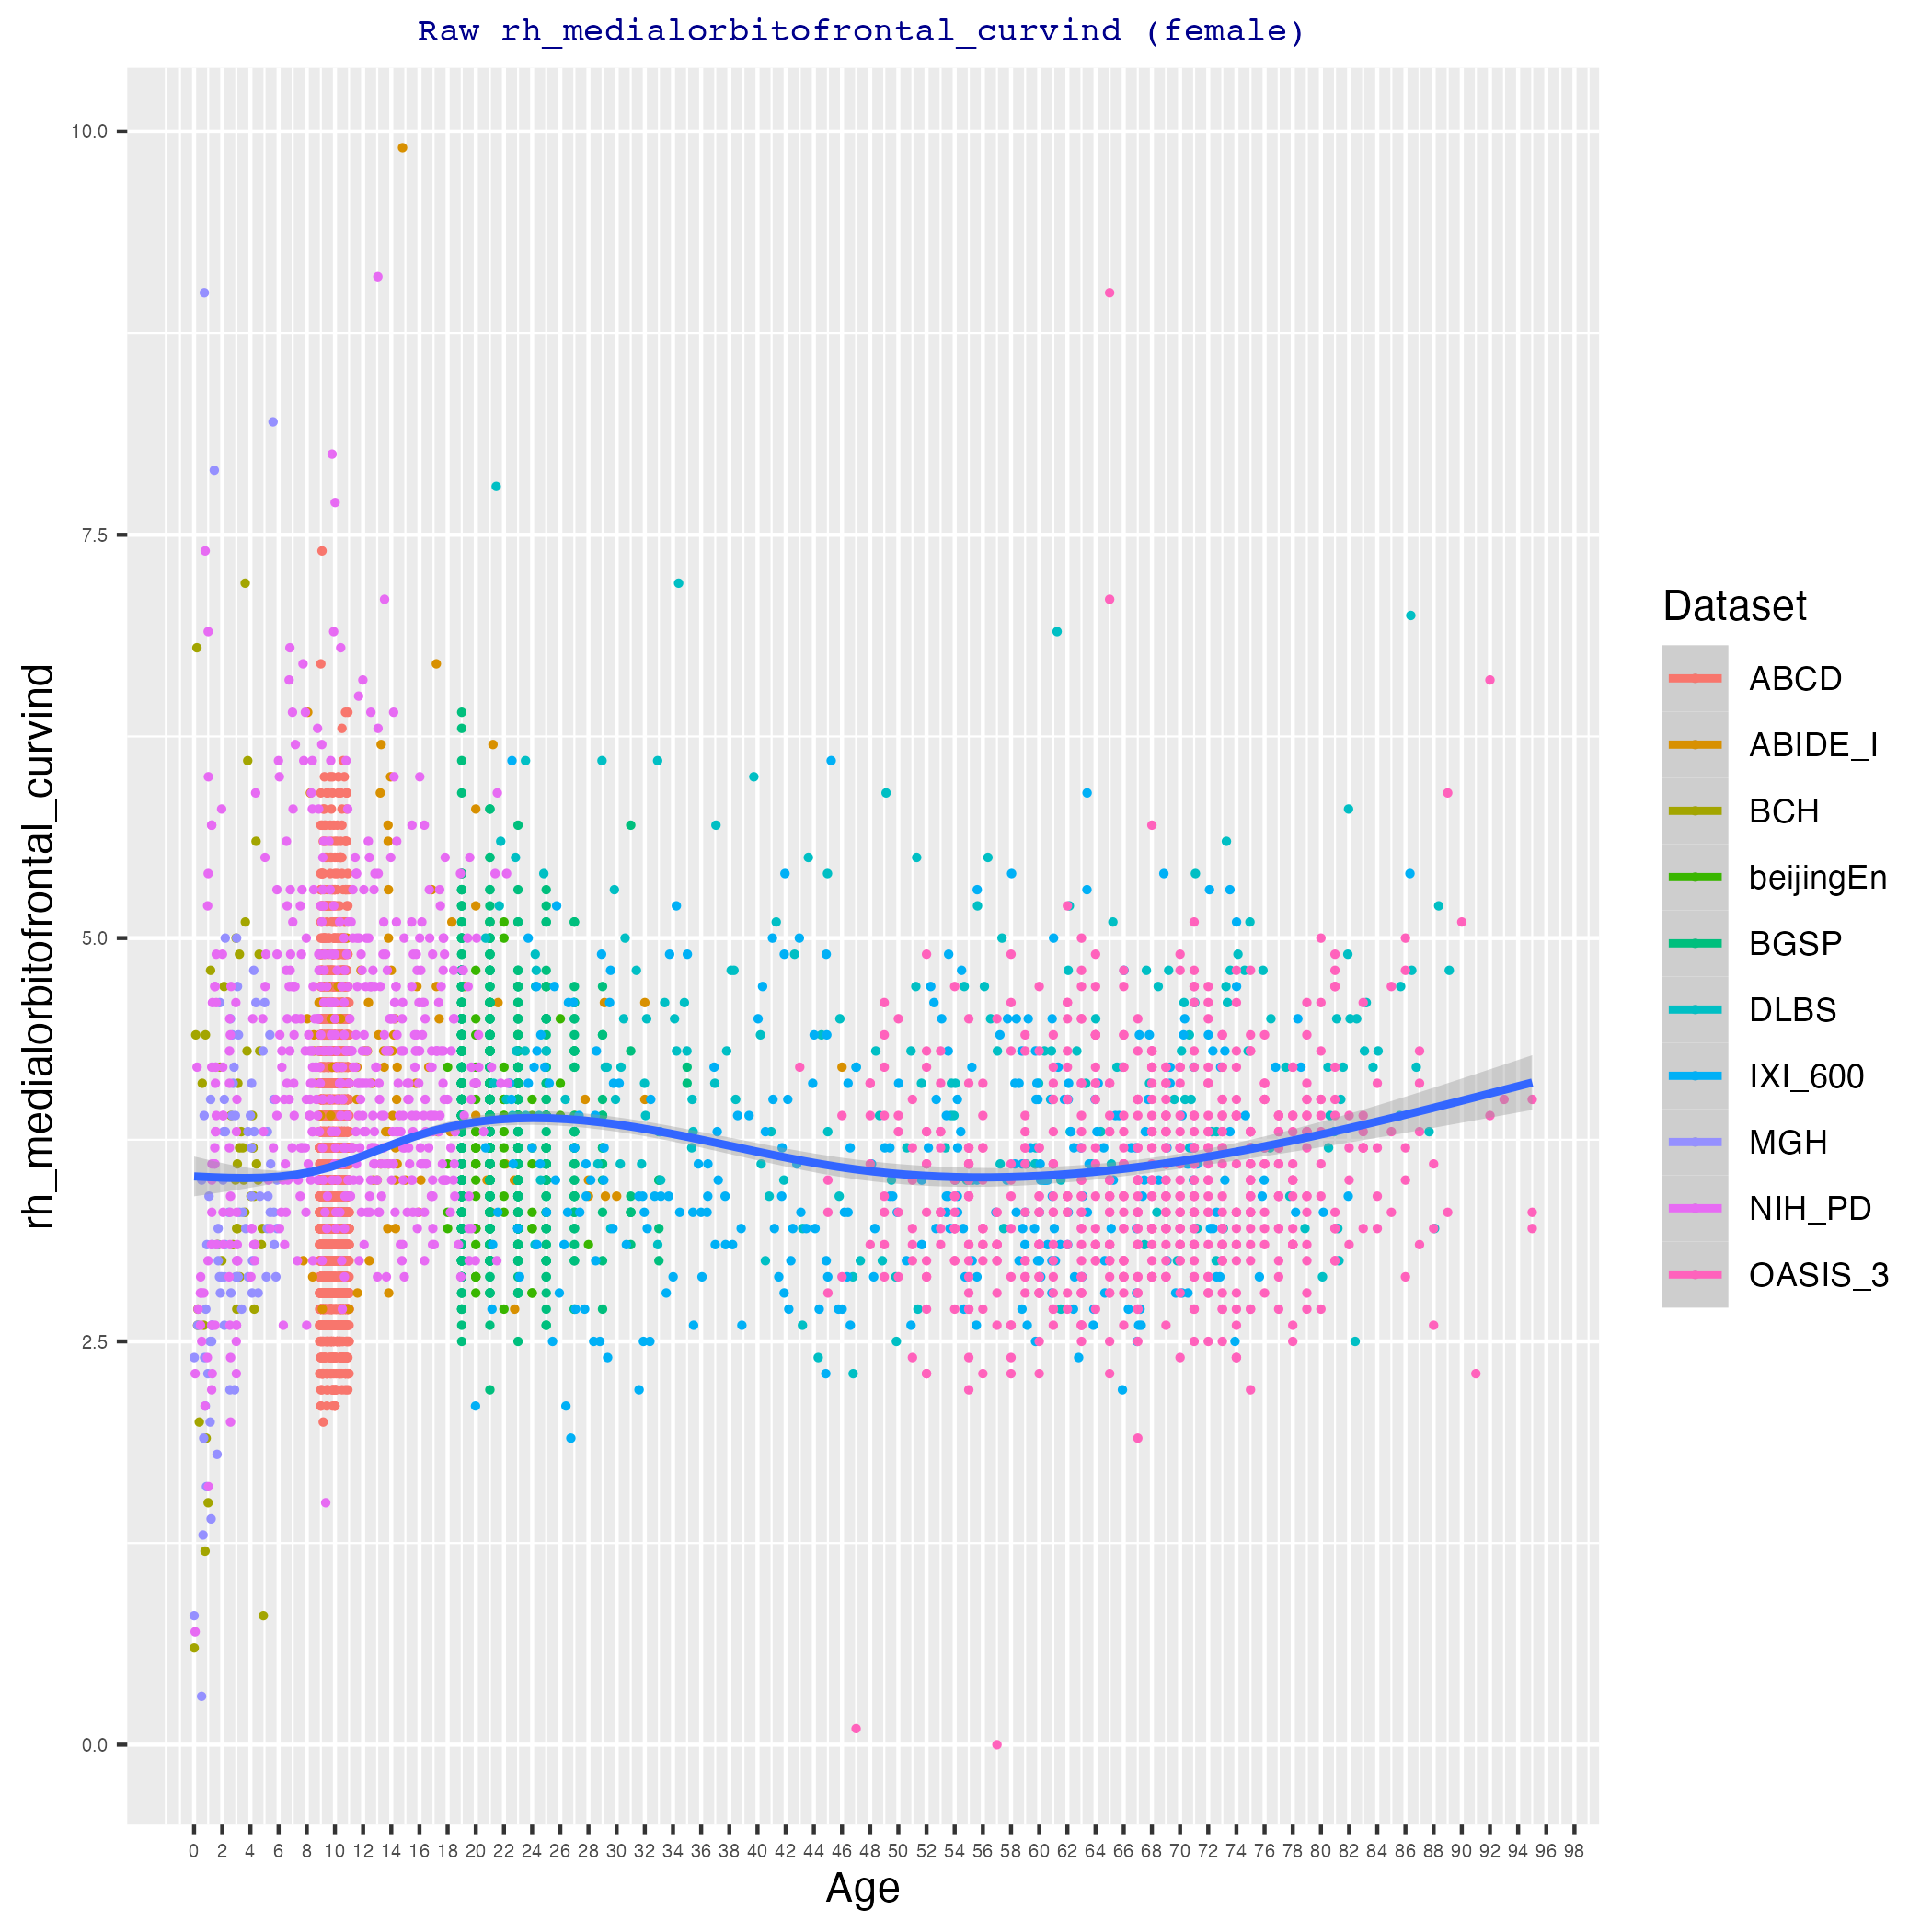 Raw rh_medialorbitofrontal_curvind (female)
rh_medialorbitofrontal_curvind
10.0
7.5
5.0
2.5
0.0
0 2 4 6 8 10 12 14 16 18 20 22 24 26 28 30 32 34 36 38 40 42 44 46 48 50 52 54 56 58 60 62 64 66 68 70 72 74 76 78 80 82 84 86 88 90 92 94 96 98
Age
Dataset
ABCD
ABIDE_I
BCH
beijingEn
BGSP
DLBS
IXI_600
MGH
NIH_PD
OASIS_3